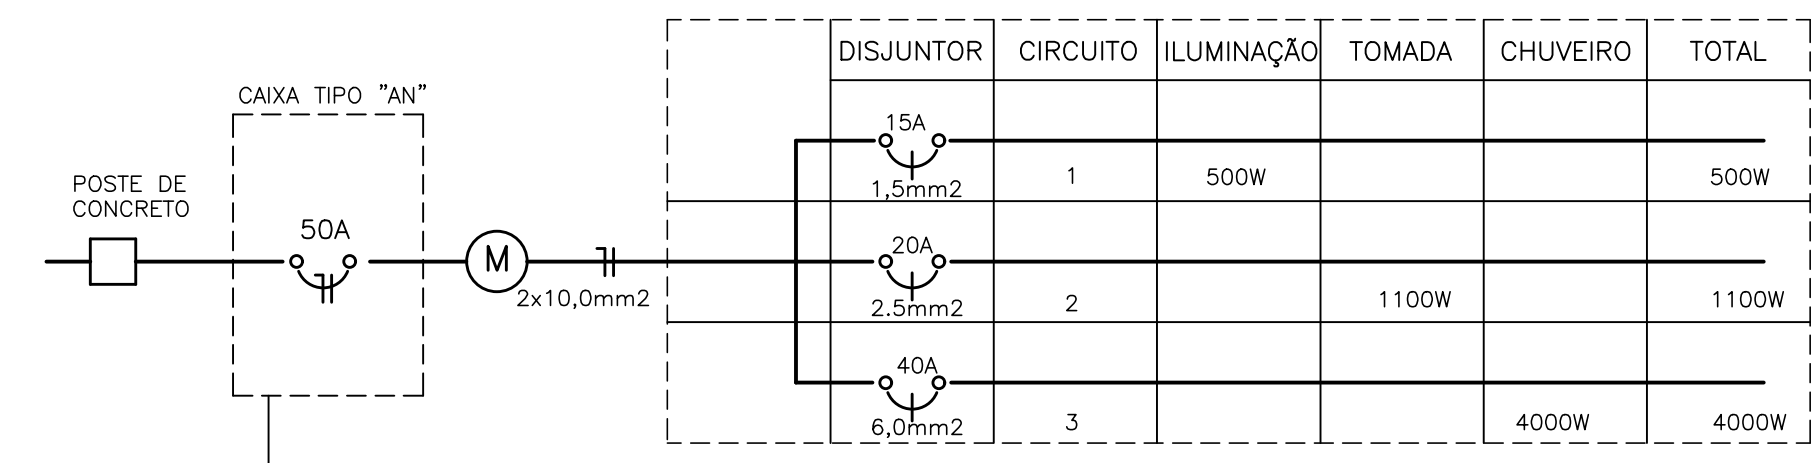 DISJUNTOR CIRCUITO ILUMINAÇÃO TOMADA CHUVEIRO TOTAL
CAIXA TIPO "AN"
POSTE DE
CONCRETO
50A
M
2x10,0mm2
15A
1,5mm2
1 500W 500W
20A
2.5mm2
2 1100W 1100W
40A
6,0mm2
3 4000W 4000W